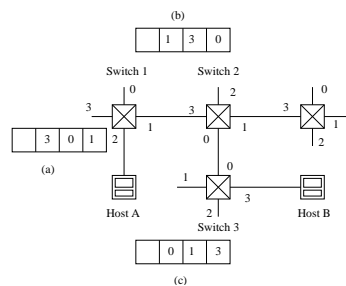 (b)
1 3 0
Switch 1 Switch 2
0 2 0
3 3 3
1 1 1
3 0 1 2 0 2
(a)
0
1 3
Host A 2 Host B
Switch 3
0 1 3
(c)